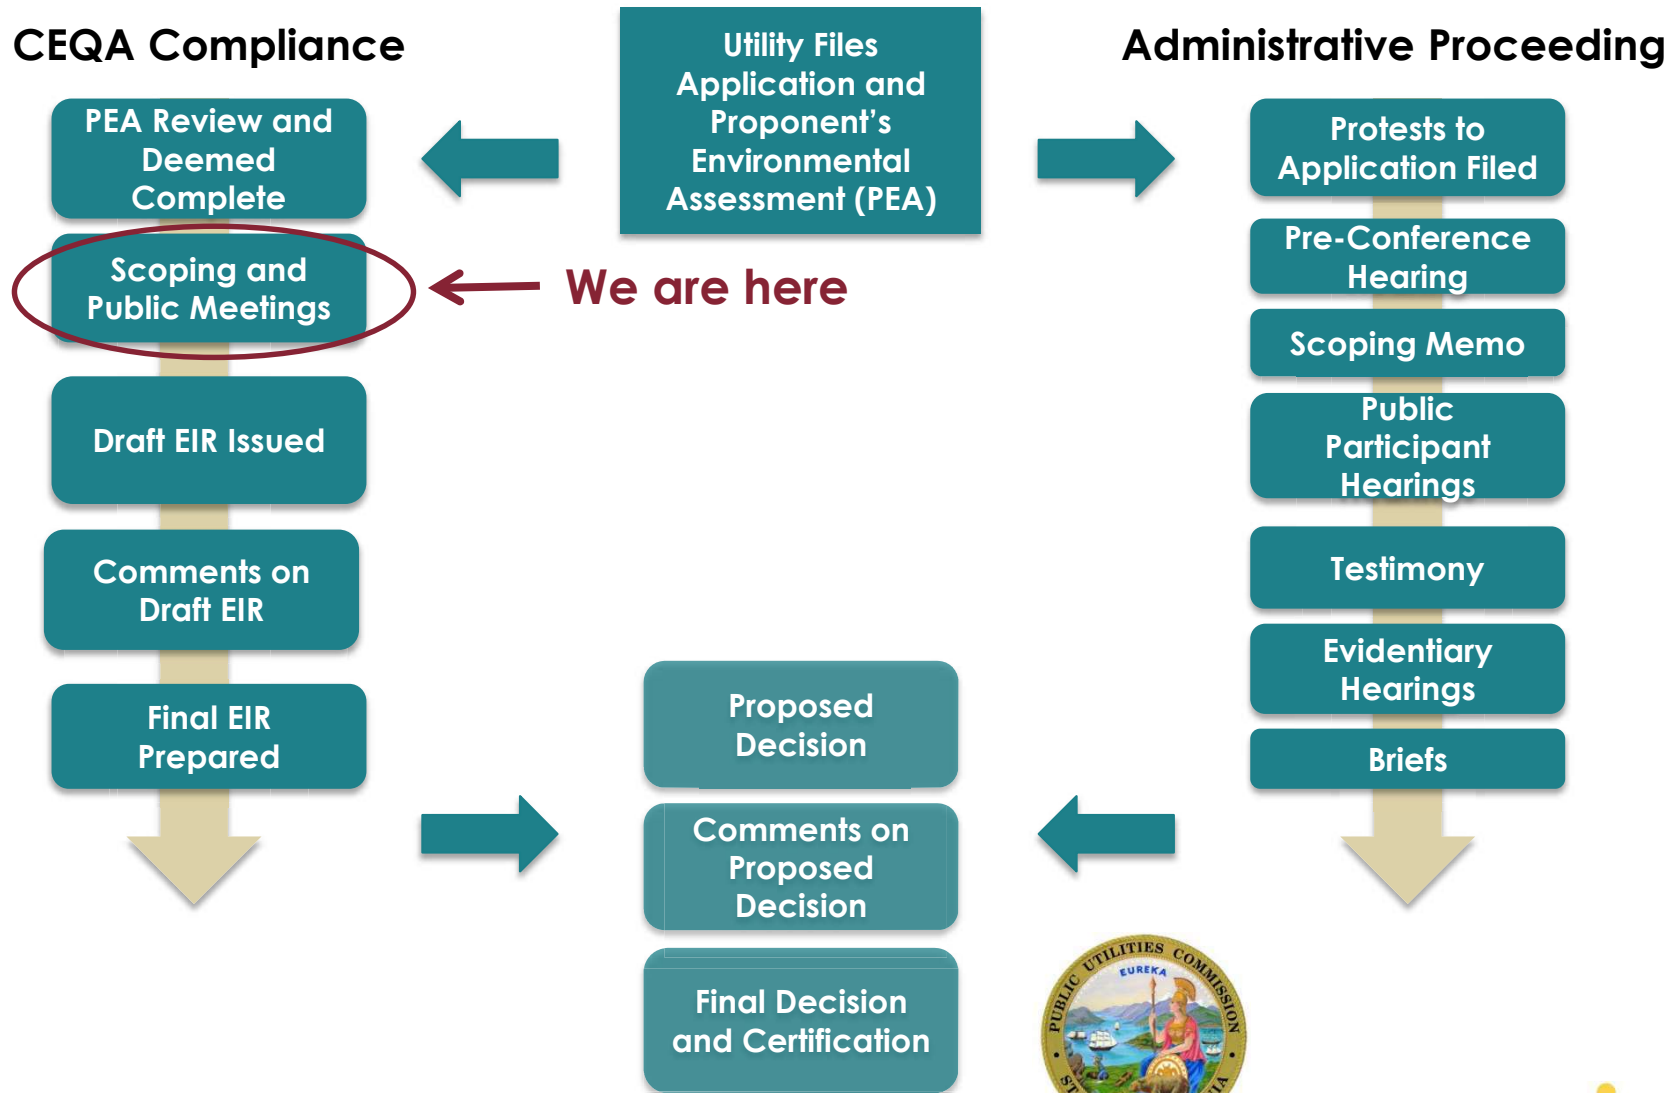 CEQA Compliance
Utility Files
Application and
Proponent's
Environmental
Assessment (PEA)
Administrative Proceeding
PEA Review and
Deemed
Complete
Scoping and
Public Meetings
We are here
Draft EIR Issued
Comments on
Draft EIR
Final EIR
Prepared
Protests to
Application Filed
Pre-Conference
Hearing
Scoping Memo
Public
Participant
Hearings
Testimony
Evidentiary
Hearings
Briefs
Proposed
Decision
Comments on
Proposed
Decision
Final Decision
and Certification
PUBLIC UTILITIES COMMISSION
EUREKA